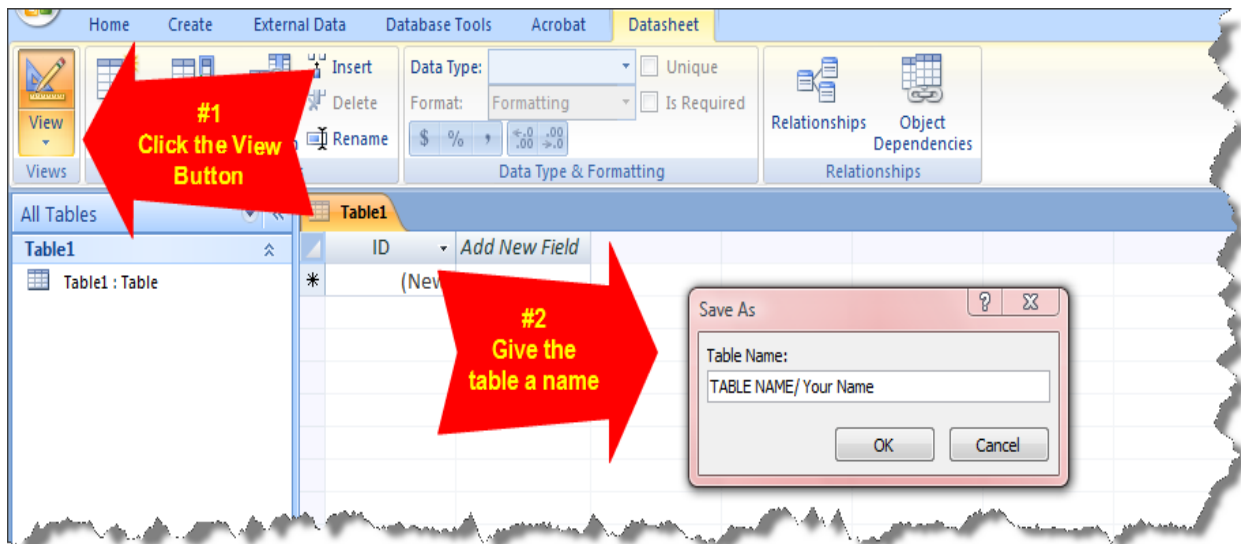 Home Create External Data Database Tools Acrobat Datasheet
View
Views
Insert
Delete
Rename
Data Type:
Unique
Format: Formatting
Is Required
$ % , .00 .00
Data Type & Formatting
Relationships
Object
Dependencies
Relationships
#1
Click the View
Button
All Tables
Table1
Table1 : Table
Table1
ID Add New Field
(New
#2
Give the
table a name
Save As
Table Name:
TABLE NAME/ Your Name
OK Cancel